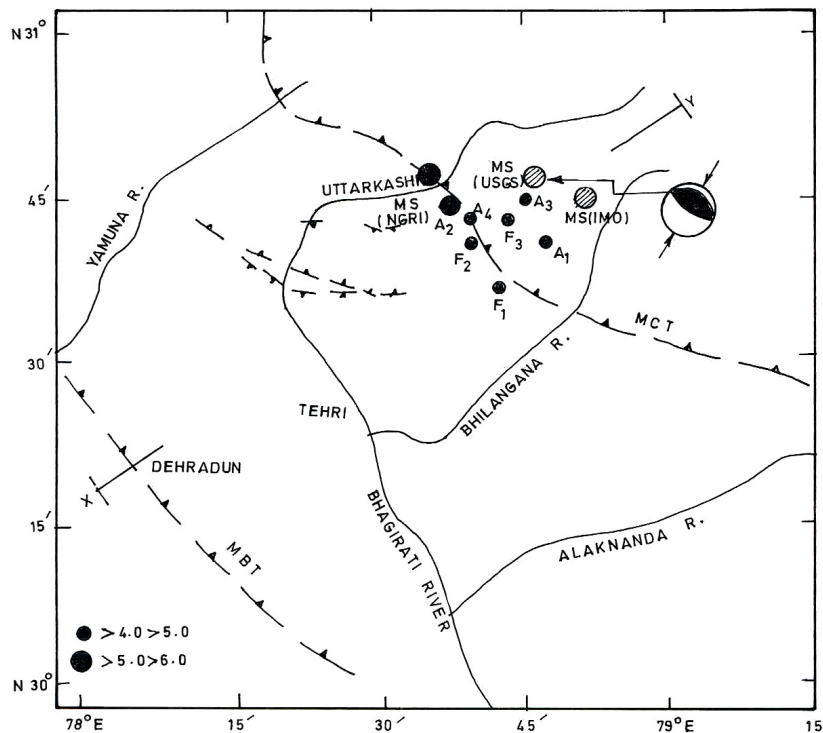 N 31°
Y
MS
(USGS)
UTTARKASHI
45′
MS
(NGRI)
A3
MS(IMD)
A2
A4
F3
A1
F2
YAMUNA R.
F1
MCT
30′
BHILANGANA R.
TEHRI
DEHRADUN
X
BHAGIRATI RIVER
15′
ALAKNANDA R.
MBT
>4.0>5.0
>5.0>6.0
N 30°
78°E
15′
30′
45′
79°E
15